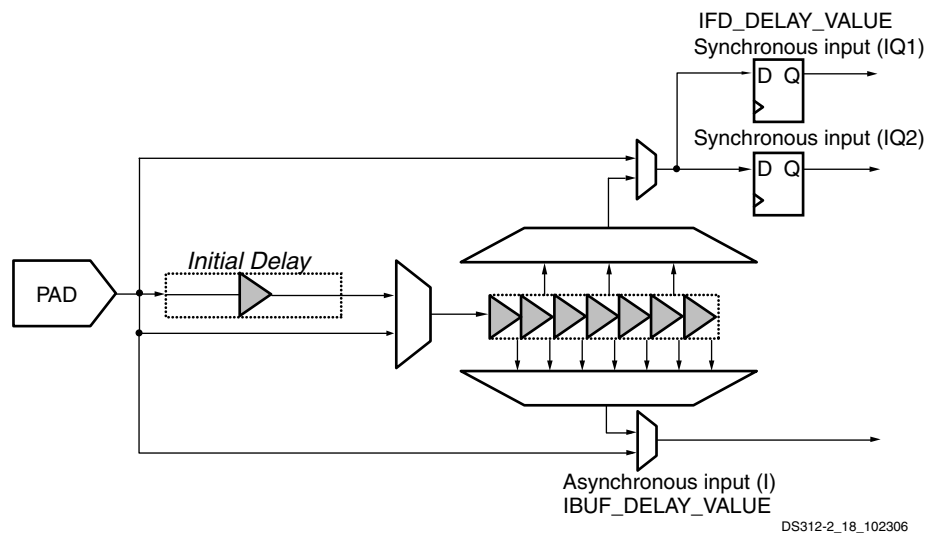 IFD_DELAY_VALUE
Synchronous input (IQ1)
D Q
Synchronous input (IQ2)
D Q
Initial Delay
PAD
Asynchronous input (I)
IBUF_DELAY_VALUE
DS312-2_18_102306